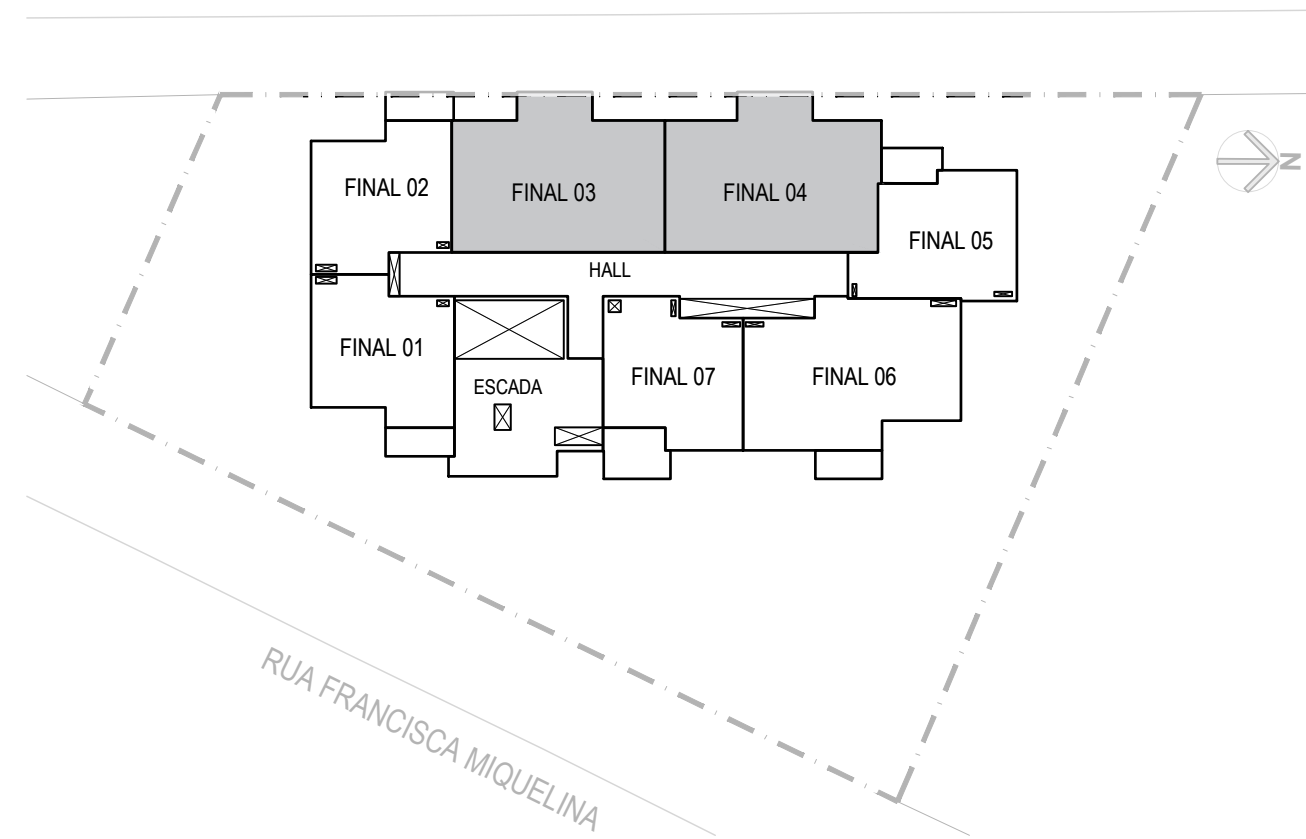 FINAL 02
FINAL 03
FINAL 04
N
FINAL 05
HALL
FINAL 01
ESCADA
FINAL 07
FINAL 06
RUA FRANCISCA MIQUELINA